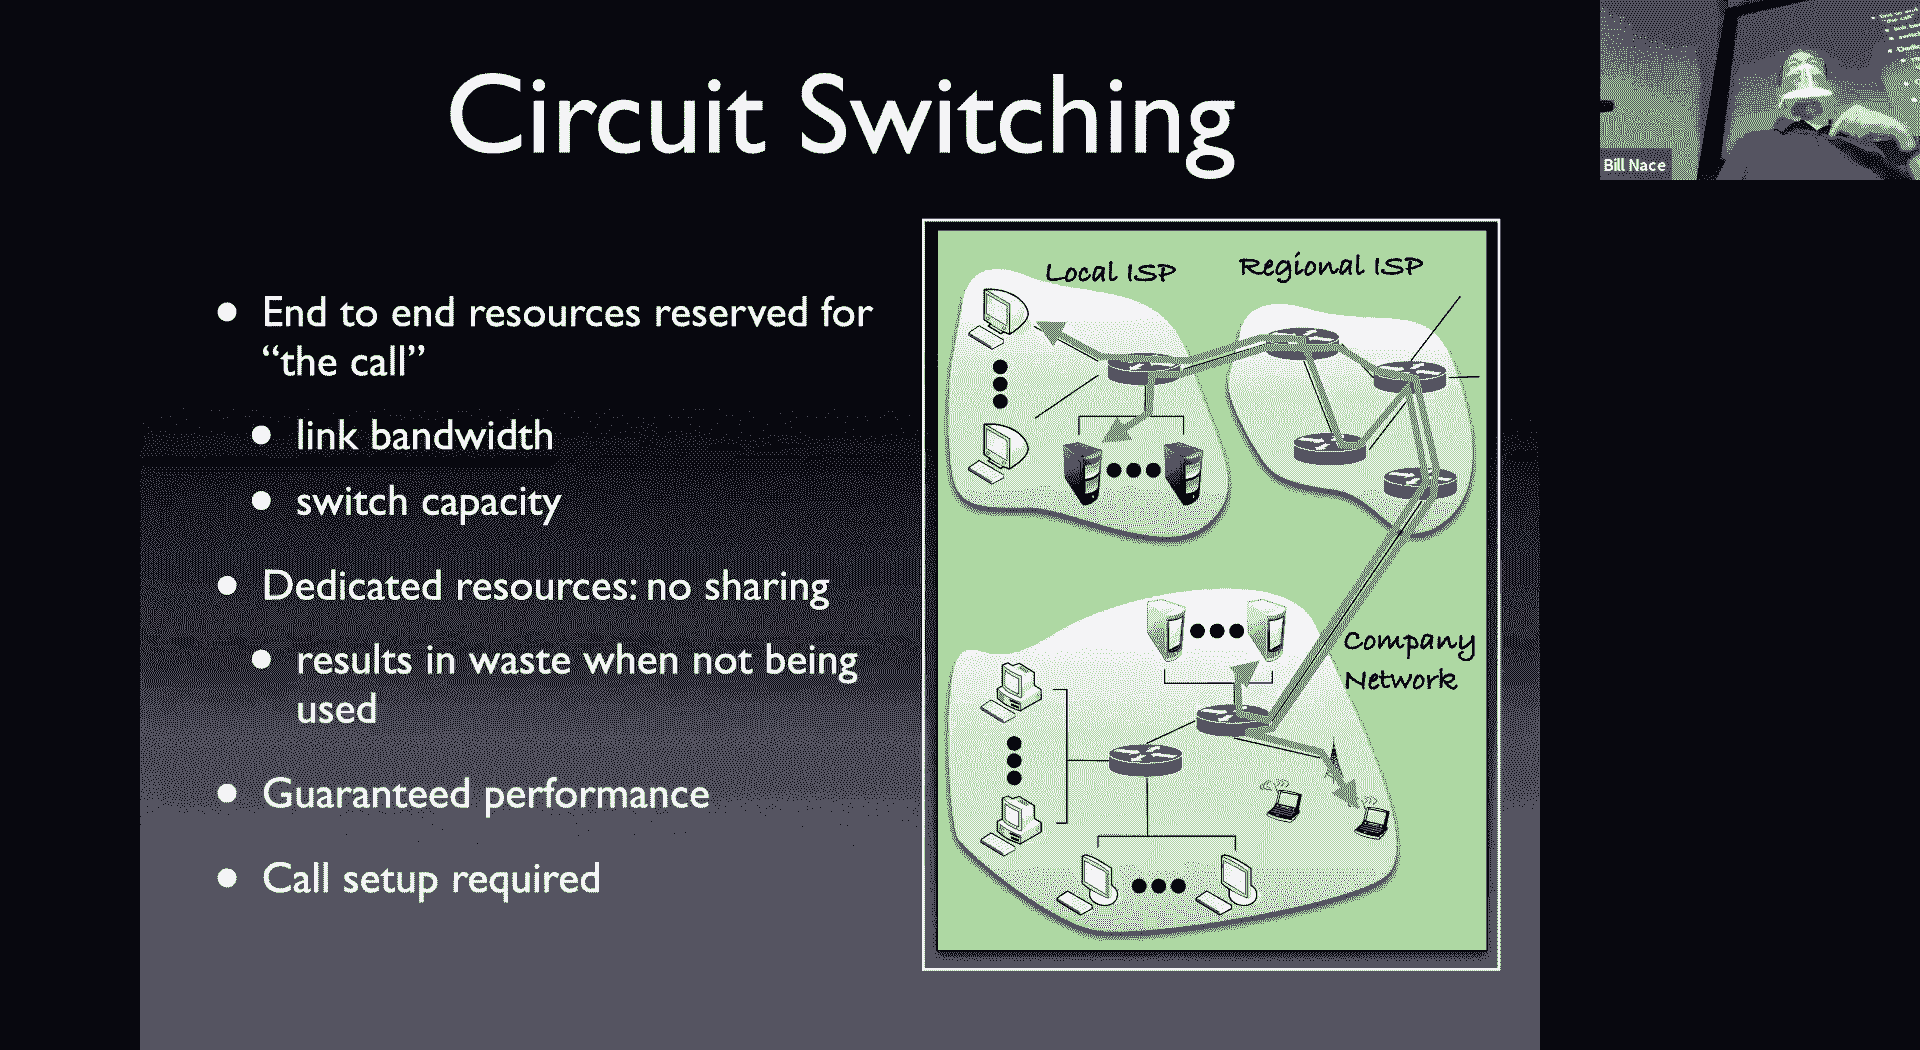 Circuit Switching
Bill Nace
End to end resources reserved for
“the call”
link bandwidth
switch capacity
Dedicated resources: no sharing
results in waste when not being
used
Guaranteed performance
Call setup required
Local ISP
Regional ISP
Company
Network